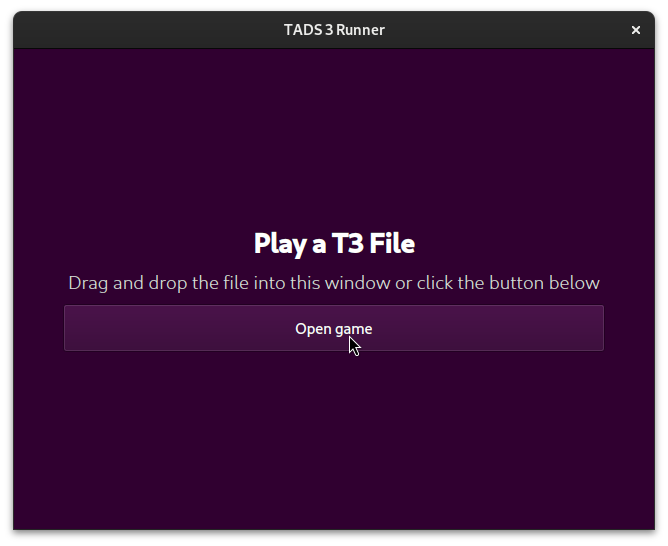 TADS 3 Runner
Play a T3 File
Drag and drop the file into this window or click the button below
Open game